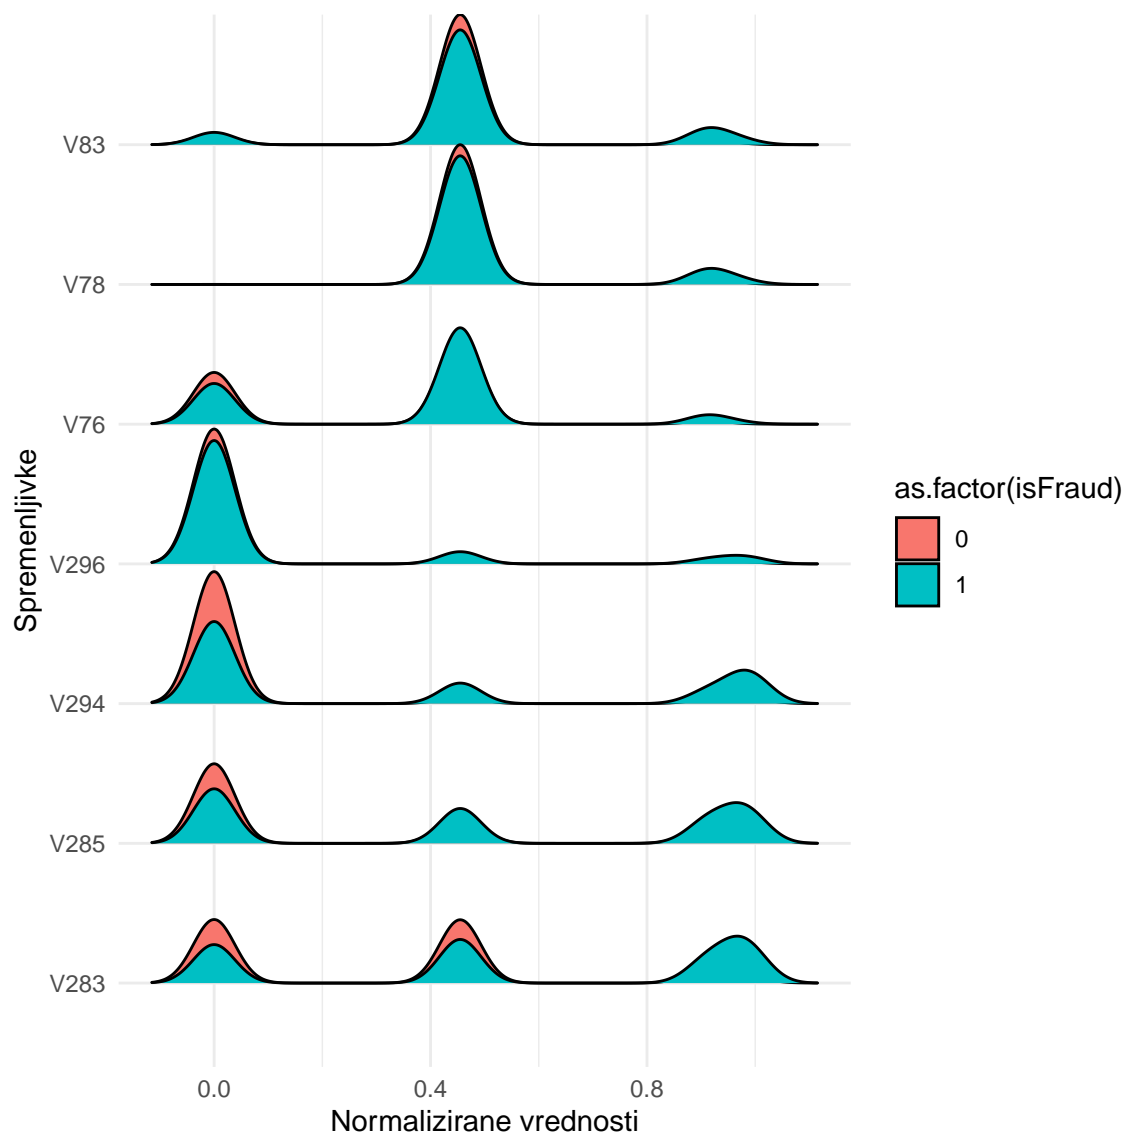 V83
V78
V76
V296
V294
V285
V283
Spremenljivke
0.0 0.4 0.8
Normalizirane vrednosti
as.factor(isFraud)
0
1